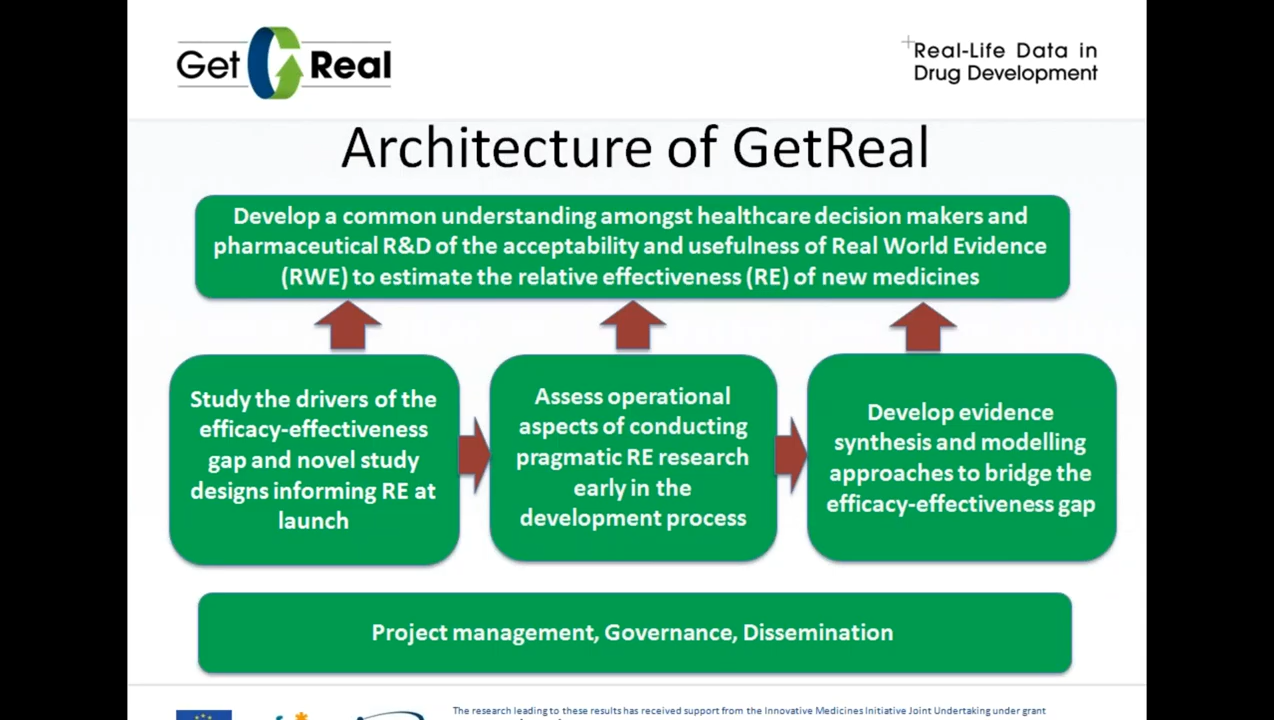 Get Real
Real-Life Data in
Drug Development
Architecture of GetReal
Develop a common understanding amongst healthcare decision makers and
pharmaceutical R&D of the acceptability and usefulness of Real World Evidence
(RWE) to estimate the relative effectiveness (RE) of new medicines
Study the drivers of the
efficacy-effectiveness
gap and novel study
designs informing RE at
launch
Assess operational
aspects of conducting
pragmatic RE research
early in the
development process
Develop evidence
synthesis and modelling
approaches to bridge the
efficacy-effectiveness gap
Project management, Governance, Dissemination
The research leading to these results has received support from the Innovative Medicines Initiative Joint Undertaking under grant